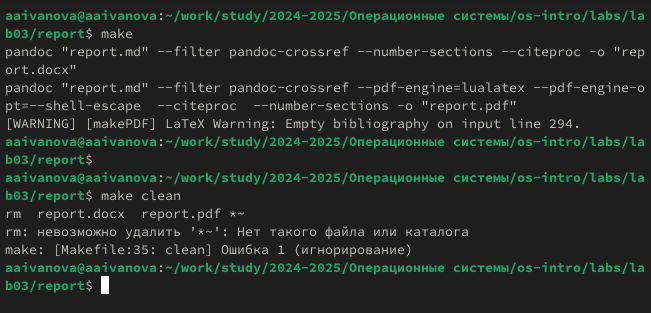 aaivanova@aaivanova:~/work/study/2024-2025/Операционные системы/os-intro/labs/la
b03/report$ make
pandoc "report.md" --filter pandoc-crossref --number-sections --citeproc -o "rep
ort.docx"
pandoc "report.md" --filter pandoc-crossref --pdf-engine=lualatex --pdf-engine-o
pt=--shell-escape  --citeproc  --number-sections -o "report.pdf"
[WARNING] [makePDF] LaTeX Warning: Empty bibliography on input line 294.
aaivanova@aaivanova:~/work/study/2024-2025/Операционные системы/os-intro/labs/la
b03/report$
aaivanova@aaivanova:~/work/study/2024-2025/Операционные системы/os-intro/labs/la
b03/report$ make clean
rm  report.docx  report.pdf *~
rm: невозможно удалить '*~': Нет такого файла или каталога
make: [Makefile:35: clean] Ошибка 1 (игнорирование)
aaivanova@aaivanova:~/work/study/2024-2025/Операционные системы/os-intro/labs/la
b03/report$